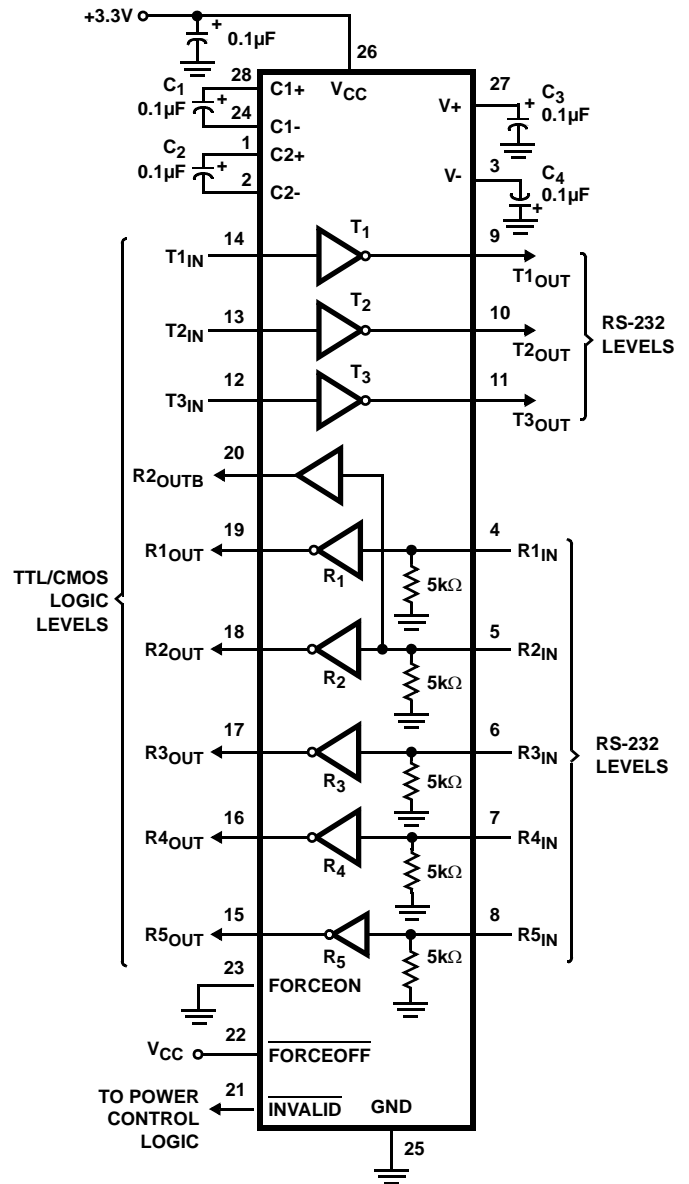 +3.3V
+
0.1µF
26
28
C1
0.1µF
+
24
C1+
C1-
VCC
27
V+
+
C3
0.1µF
1
C2
0.1µF
+
2
C2+
C2-
3
V-
C4
0.1µF
+
T1IN
14
T1
9
T1OUT
T2IN
13
T2
10
T2OUT
RS-232
LEVELS
T3IN
12
T3
11
T3OUT
R2OUTB
20
R1OUT
19
R1
5kΩ
4
R1IN
TTL/CMOS
LOGIC
LEVELS
R2OUT
18
R2
5kΩ
5
R2IN
R3OUT
17
R3
5kΩ
6
R3IN
RS-232
LEVELS
R4OUT
16
R4
5kΩ
7
R4IN
R5OUT
15
R5
5kΩ
8
R5IN
23
FORCEON
VCC
22
FORCEOFF
TO POWER
CONTROL
LOGIC
21
INVALID
GND
25